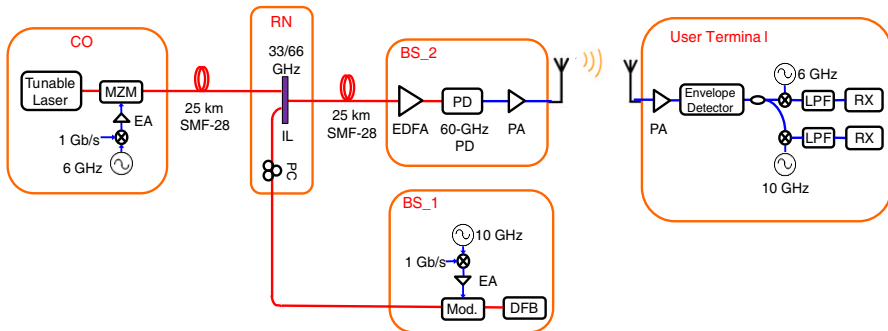 CO
Tunable
Laser
MZM
EA
1 Gb/s
6 GHz
25 km
SMF-28
RN
33/66
GHz
IL
PC
25 km
SMF-28
BS_2
EDFA
PD
60-GHz
PD
PA
BS_1
10 GHz
1 Gb/s
EA
Mod.
DFB
User Termina l
PA
Envelope
Detector
6 GHz
LPF
RX
LPF
RX
10 GHz